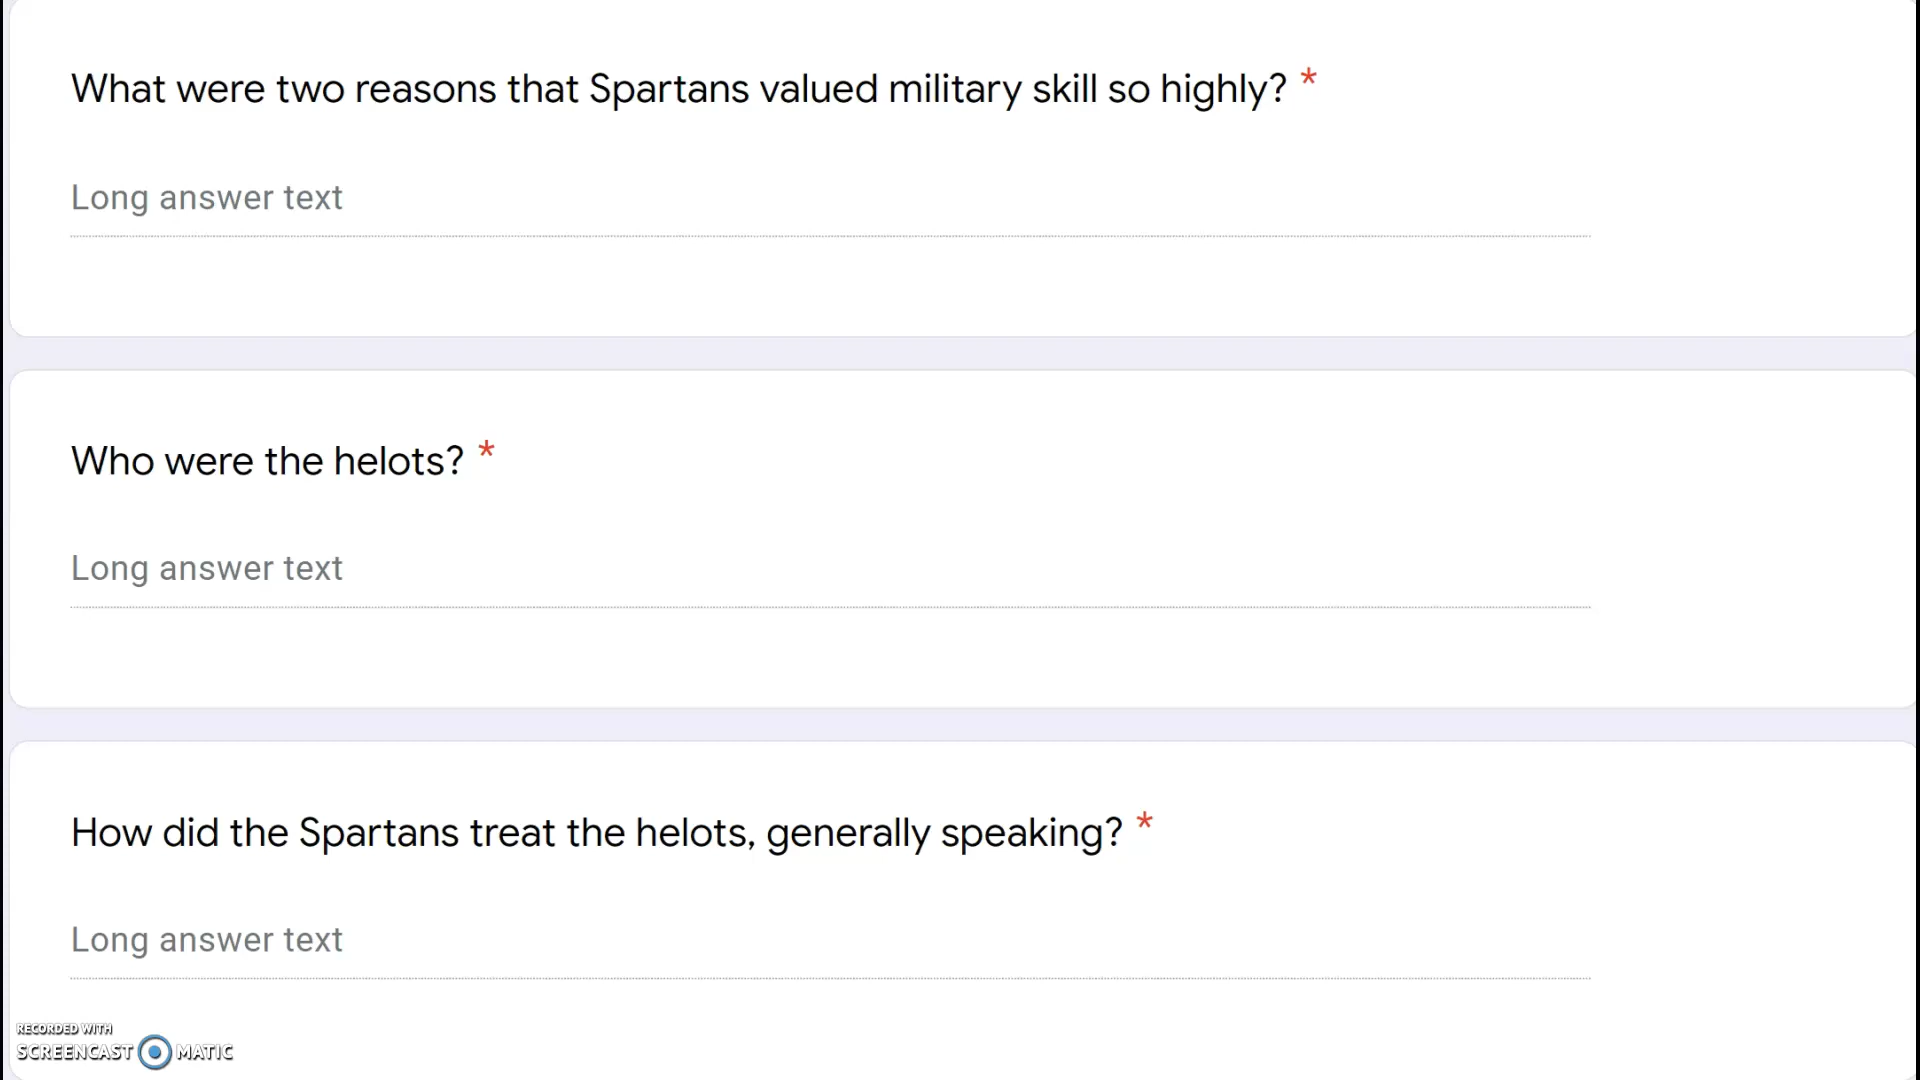 What were two reasons that Spartans valued military skill so highly? *
Long answer text
Who were the helots? *
Long answer text
How did the Spartans treat the helots, generally speaking? *
Long answer text
RECORDED WITH
SCREENCAST MATIC